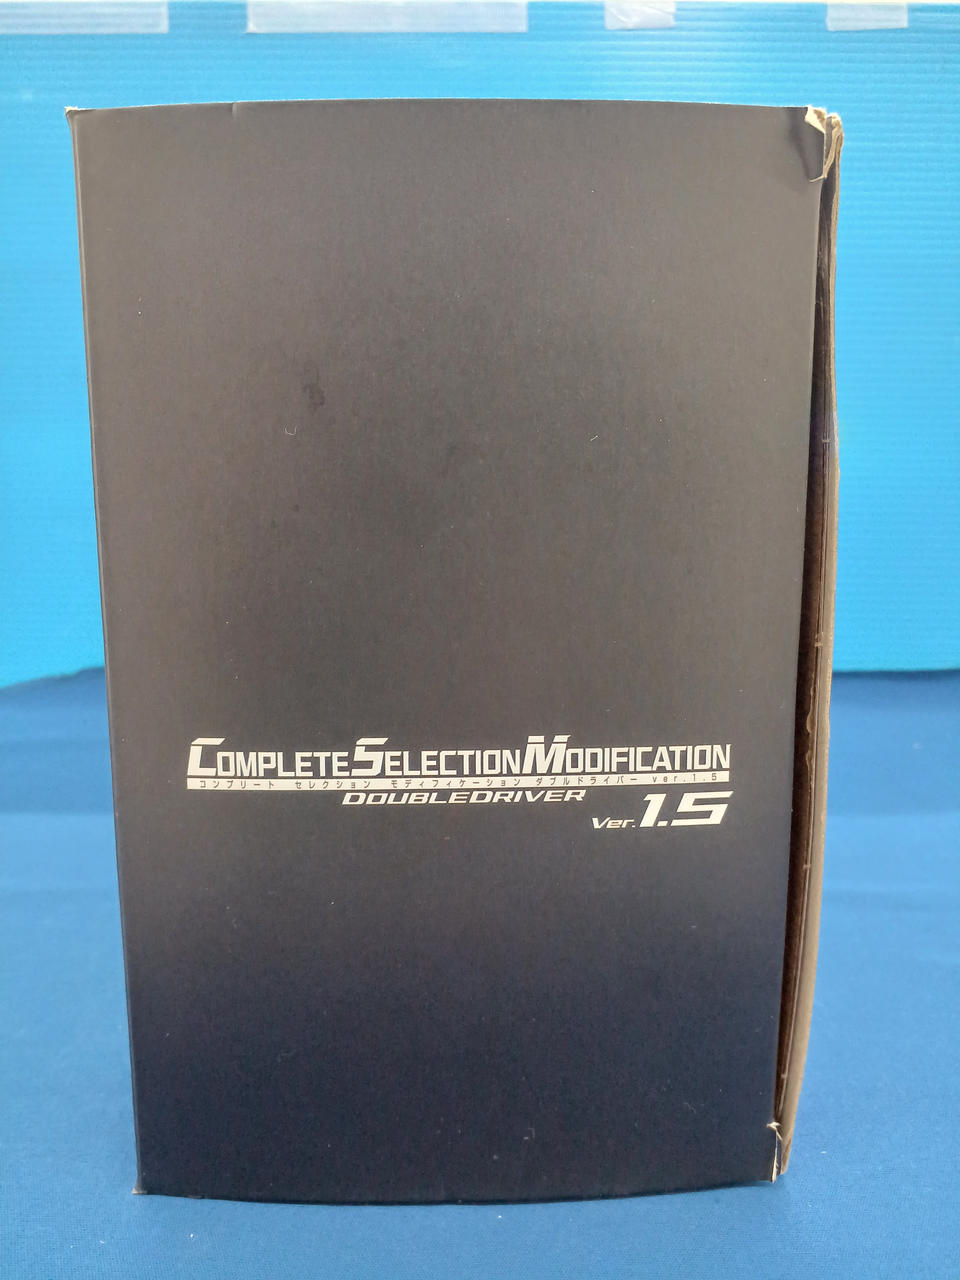 COMPLETE SELECTION MODIFICATION
コンプリート セレクション モディフィケーション ダブルドライバー ver.1.5
DOUBLEDRIVER
Ver.1.5